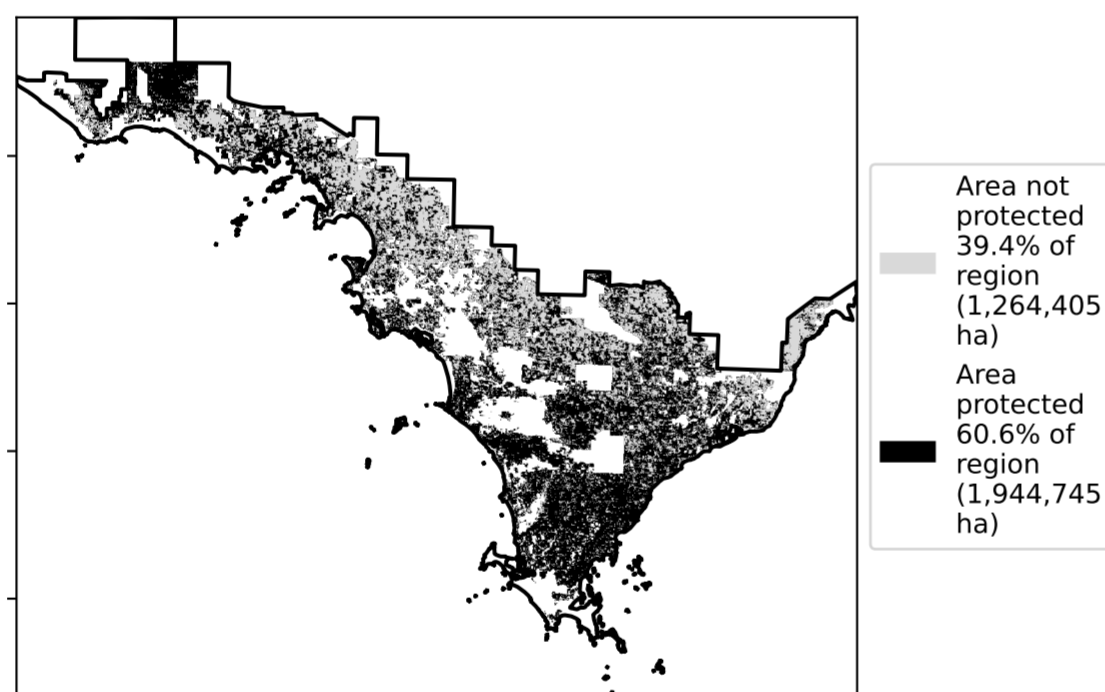 Area not
protected
39.4% of
region
(1,264,405
ha)
Area
protected
60.6% of
region
(1,944,745
ha)